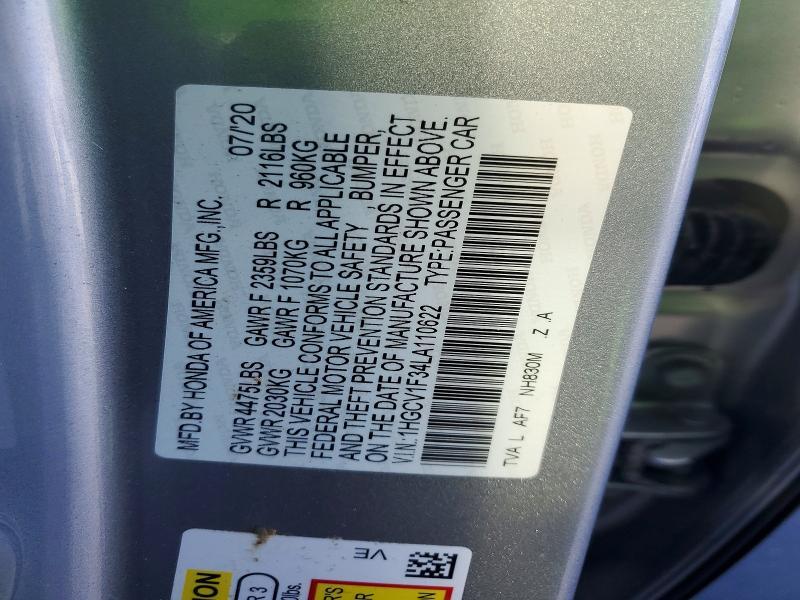 MFD.BY HONDA OF AMERICA MFG.,INC. 07/'20
GVWR 4475LBS GAWR F 2359LBS R 2116LBS
GVWR 2030KG GAWR F 1070KG R 960KG
THIS VEHICLE CONFORMS TO ALL APPLICABLE
FEDERAL MOTOR VEHICLE SAFETY, BUMPER,
AND THEFT PREVENTION STANDARDS IN EFFECT
ON THE DATE OF MANUFACTURE SHOWN ABOVE.
V.I.N.:1HGCV1F34LA110622 TYPE:PASSENGER CAR
TVA L AF7 NH830M .Z .A
VE